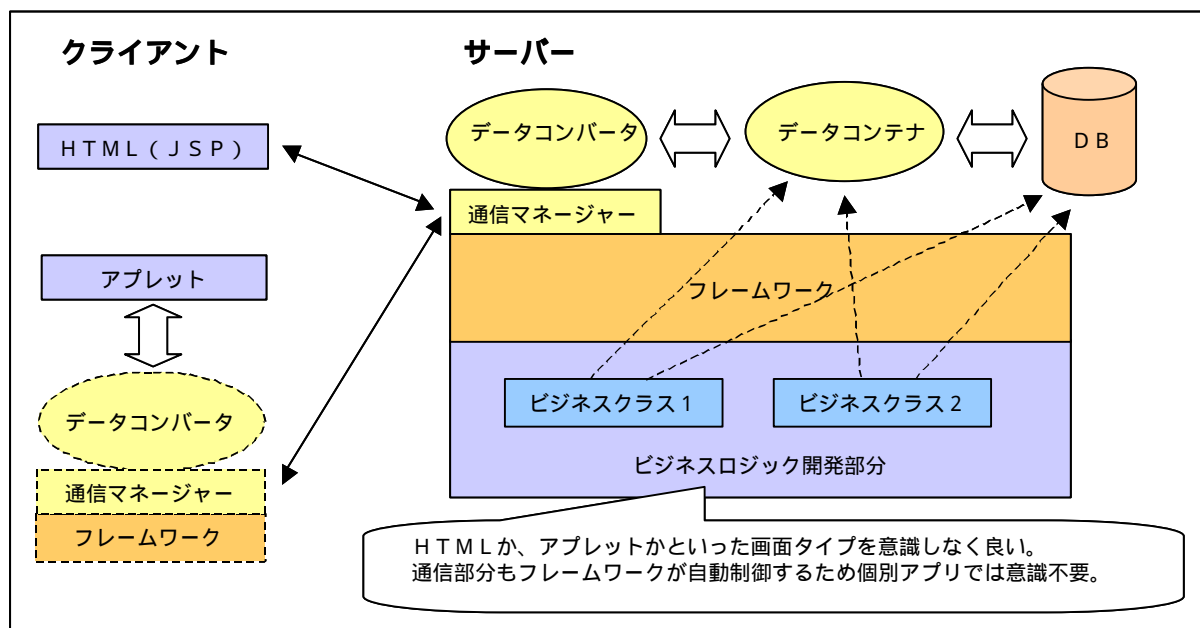 クライアント
サーバー
HTML(JSP)
アプレット
データコンバータ
通信マネージャー
フレームワーク
データコンバータ
データコンテナ
DB
通信マネージャー
フレームワーク
ビジネスクラス1
ビジネスクラス2
ビジネスロジック開発部分
HTMLか、アプレットかといった画面タイプを意識しなく良い。
通信部分もフレームワークが自動制御するため個別アプリでは意識不要。